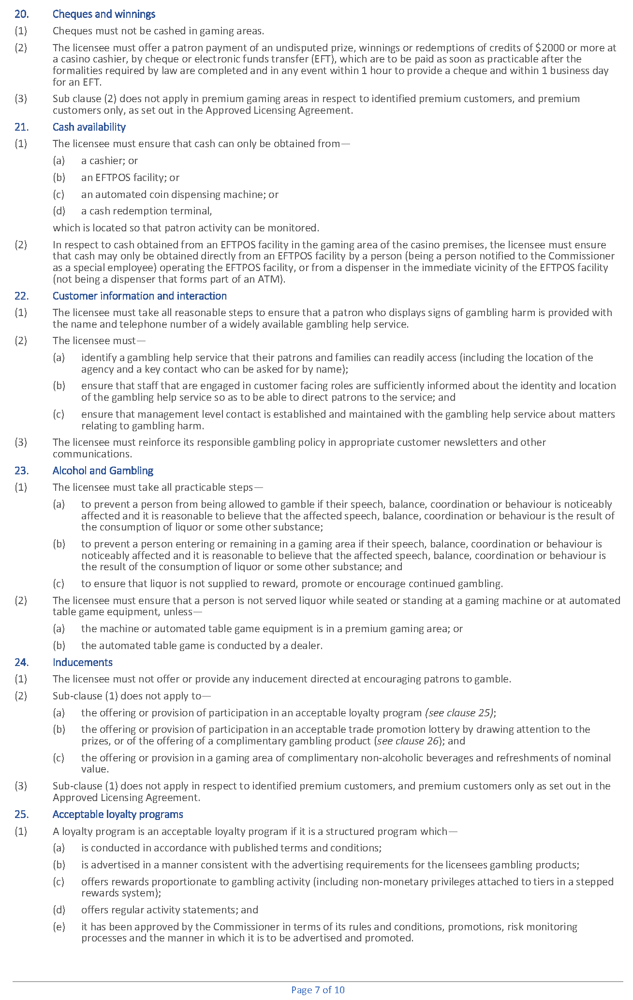 20. Cheques and winnings
(1) Cheques must not be cashed in gaming areas.
(2) The licensee must offer a patron payment of an undisputed prize, winnings or redemptions of credits of $2000 or more at
a casino cashier, by cheque or electronic funds transfer (EFT), which are to be paid as soon as practicable after the
formalities required by law are completed and in any event within 1 hour to provide a cheque and within 1 business day
for an EFT.
(3) Sub clause (2) does not apply in premium gaming areas in respect to identified premium customers, and premium
customers only, as set out in the Approved Licensing Agreement.
21. Cash availability
(1) The licensee must ensure that cash can only be obtained from—
(a) a cashier; or
(b) an EFTPOS facility; or
(c) an automated coin dispensing machine; or
(d) a cash redemption terminal,
which is located so that patron activity can be monitored.
(2) In respect to cash obtained from an EFTPOS facility in the gaming area of the casino premises, the licensee must ensure
that cash may only be obtained directly from an EFTPOS facility by a person (being a person notified to the Commissioner
as a special employee) operating the EFTPOS facility, or from a dispenser in the immediate vicinity of the EFTPOS facility
(not being a dispenser that forms part of an ATM).
22. Customer information and interaction
(1) The licensee must take all reasonable steps to ensure that a patron who displays signs of gambling harm is provided with
the name and telephone number of a widely available gambling help service.
(2) The licensee must—
(a) identify a gambling help service that their patrons and families can readily access (including the location of the
agency and a key contact who can be asked for by name);
(b) ensure that staff that are engaged in customer facing roles are sufficiently informed about the identity and location
of the gambling help service so as to be able to direct patrons to the service; and
(c) ensure that management level contact is established and maintained with the gambling help service about matters
relating to gambling harm.
(3) The licensee must reinforce its responsible gambling policy in appropriate customer newsletters and other
communications.
23. Alcohol and Gambling
(1) The licensee must take all practicable steps—
(a) to prevent a person from being allowed to gamble if their speech, balance, coordination or behaviour is noticeably
affected and it is reasonable to believe that the affected speech, balance, coordination or behaviour is the result of
the consumption of liquor or some other substance;
(b) to prevent a person entering or remaining in a gaming area if their speech, balance, coordination or behaviour is
noticeably affected and it is reasonable to believe that the affected speech, balance, coordination or behaviour is
the result of the consumption of liquor or some other substance; and
(c) to ensure that liquor is not supplied to reward, promote or encourage continued gambling.
(2) The licensee must ensure that a person is not served liquor while seated or standing at a gaming machine or at automated
table game equipment, unless—
(a) the machine or automated table game equipment is in a premium gaming area; or
(b) the automated table game is conducted by a dealer.
24. Inducements
(1) The licensee must not offer or provide any inducement directed at encouraging patrons to gamble.
(2) Sub-clause (1) does not apply to—
(a) the offering or provision of participation in an acceptable loyalty program (see clause 25);
(b) the offering or provision of participation in an acceptable trade promotion lottery by drawing attention to the
prizes, or of the offering of a complimentary gambling product (see clause 26); and
(c) the offering or provision in a gaming area of complimentary non-alcoholic beverages and refreshments of nominal
value.
(3) Sub-clause (1) does not apply in respect to identified premium customers, and premium customers only as set out in the
Approved Licensing Agreement.
25. Acceptable loyalty programs
(1) A loyalty program is an acceptable loyalty program if it is a structured program which—
(a) is conducted in accordance with published terms and conditions;
(b) is advertised in a manner consistent with the advertising requirements for the licensees gambling products;
(c) offers rewards proportionate to gambling activity (including non-monetary privileges attached to tiers in a stepped
rewards system);
(d) offers regular activity statements; and
(e) it has been approved by the Commissioner in terms of its rules and conditions, promotions, risk monitoring
processes and the manner in which it is to be advertised and promoted.
Page 7 of 10